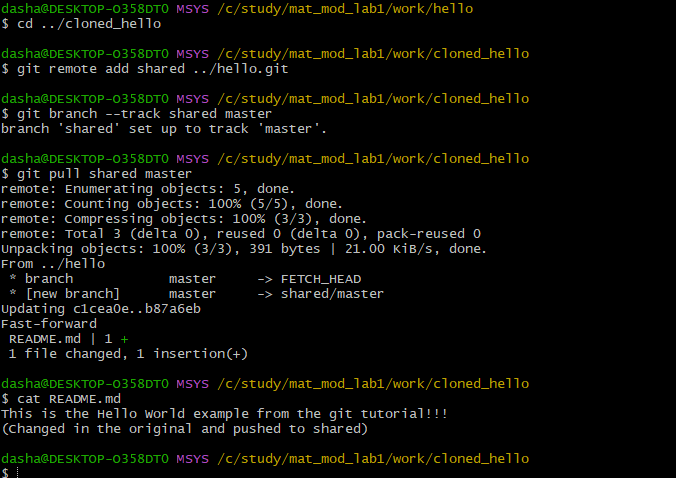 dasha@DESKTOP-O358DT0 MSYS /c/study/mat_mod_lab1/work/hello
$ cd ../cloned_hello
dasha@DESKTOP-O358DT0 MSYS /c/study/mat_mod_lab1/work/cloned_hello
$ git remote add shared ../hello.git
dasha@DESKTOP-O358DT0 MSYS /c/study/mat_mod_lab1/work/cloned_hello
$ git branch --track shared master
branch 'shared' set up to track 'master'.
dasha@DESKTOP-O358DT0 MSYS /c/study/mat_mod_lab1/work/cloned_hello
$ git pull shared master
remote: Enumerating objects: 5, done.
remote: Counting objects: 100% (5/5), done.
remote: Compressing objects: 100% (3/3), done.
remote: Total 3 (delta 0), reused 0 (delta 0), pack-reused 0
Unpacking objects: 100% (3/3), 391 bytes | 21.00 KiB/s, done.
From ../hello
 * branch            master     -> FETCH_HEAD
 * [new branch]      master     -> shared/master
Updating c1cea0e..b87a6eb
Fast-forward
 README.md | 1 +
 1 file changed, 1 insertion(+)
dasha@DESKTOP-O358DT0 MSYS /c/study/mat_mod_lab1/work/cloned_hello
$ cat README.md
This is the Hello World example from the git tutorial!!!
(Changed in the original and pushed to shared)
dasha@DESKTOP-O358DT0 MSYS /c/study/mat_mod_lab1/work/cloned_hello
$